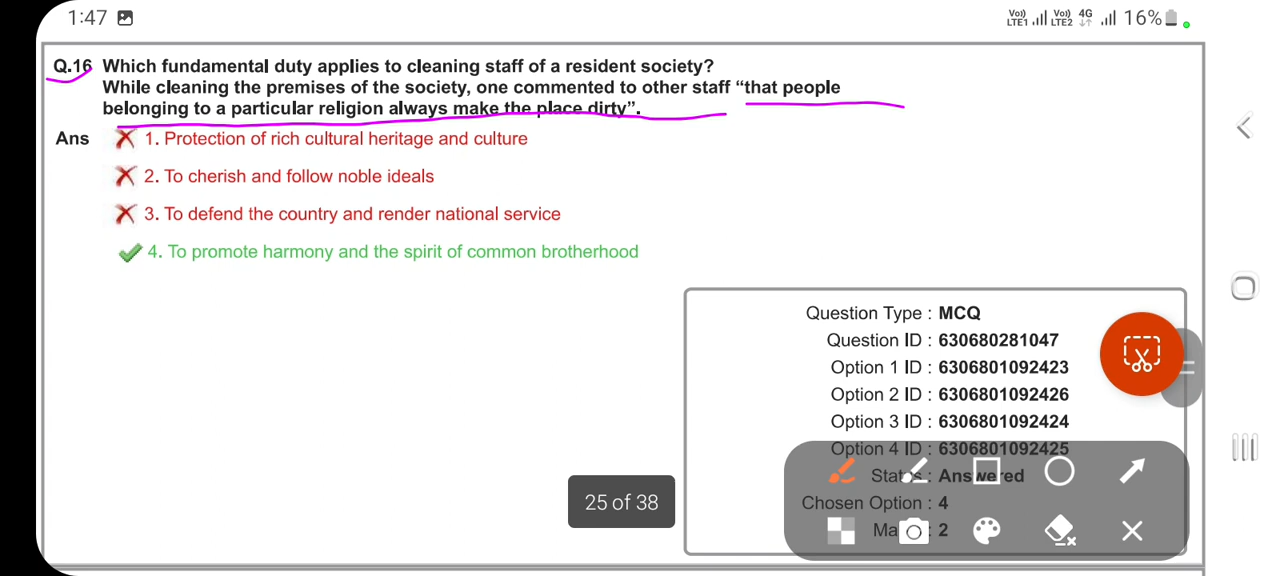 1:47 Vo)) LTE1 Vo)) LTE2 4G 16%
Q.16 Which fundamental duty applies to cleaning staff of a resident society?
While cleaning the premises of the society, one commented to other staff “that people
belonging to a particular religion always make the place dirty”.
Ans 1. Protection of rich cultural heritage and culture
2. To cherish and follow noble ideals
3. To defend the country and render national service
4. To promote harmony and the spirit of common brotherhood
Question Type : MCQ
Question ID : 630680281047
Option 1 ID : 6306801092423
Option 2 ID : 6306801092426
Option 3 ID : 6306801092424
Option 4 ID : 6306801092425
Status : Answered
Chosen Option : 4
2
25 of 38